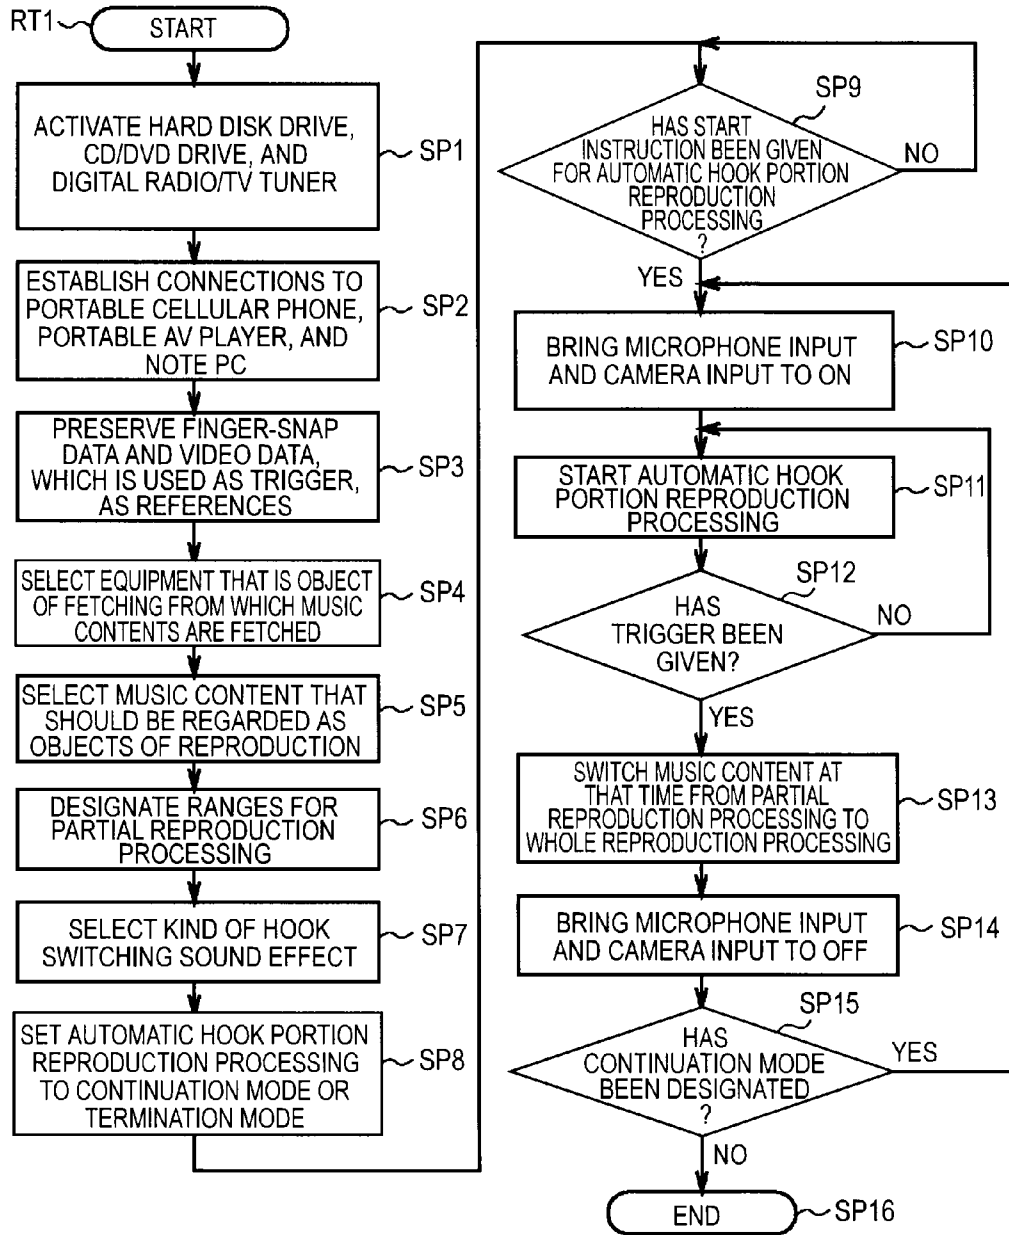 RT1
START
ACTIVATE HARD DISK DRIVE,
CD/DVD DRIVE, AND
DIGITAL RADIO/TV TUNER
SP1
ESTABLISH CONNECTIONS TO
PORTABLE CELLULAR PHONE,
PORTABLE AV PLAYER, AND
NOTE PC
SP2
PRESERVE FINGER-SNAP
DATA AND VIDEO DATA,
WHICH IS USED AS TRIGGER,
AS REFERENCES
SP3
SELECT EQUIPMENT THAT IS OBJECT
OF FETCHING FROM WHICH MUSIC
CONTENTS ARE FETCHED
SP4
SELECT MUSIC CONTENT THAT
SHOULD BE REGARDED AS
OBJECTS OF REPRODUCTION
SP5
DESIGNATE RANGES FOR
PARTIAL REPRODUCTION
PROCESSING
SP6
SELECT KIND OF HOOK
SWITCHING SOUND EFFECT
SP7
SET AUTOMATIC HOOK PORTION
REPRODUCTION PROCESSING
TO CONTINUATION MODE OR
TERMINATION MODE
SP8
SP9
HAS START
INSTRUCTION BEEN GIVEN
FOR AUTOMATIC HOOK PORTION
REPRODUCTION
PROCESSING
?
NO
YES
BRING MICROPHONE INPUT
AND CAMERA INPUT TO ON
SP10
START AUTOMATIC HOOK
PORTION REPRODUCTION
PROCESSING
SP11
SP12
HAS
TRIGGER BEEN
GIVEN?
NO
YES
SWITCH MUSIC CONTENT AT
THAT TIME FROM PARTIAL
REPRODUCTION PROCESSING TO
WHOLE REPRODUCTION PROCESSING
SP13
BRING MICROPHONE INPUT
AND CAMERA INPUT TO OFF
SP14
SP15
HAS
CONTINUATION MODE
BEEN DESIGNATED
?
YES
NO
END
SP16